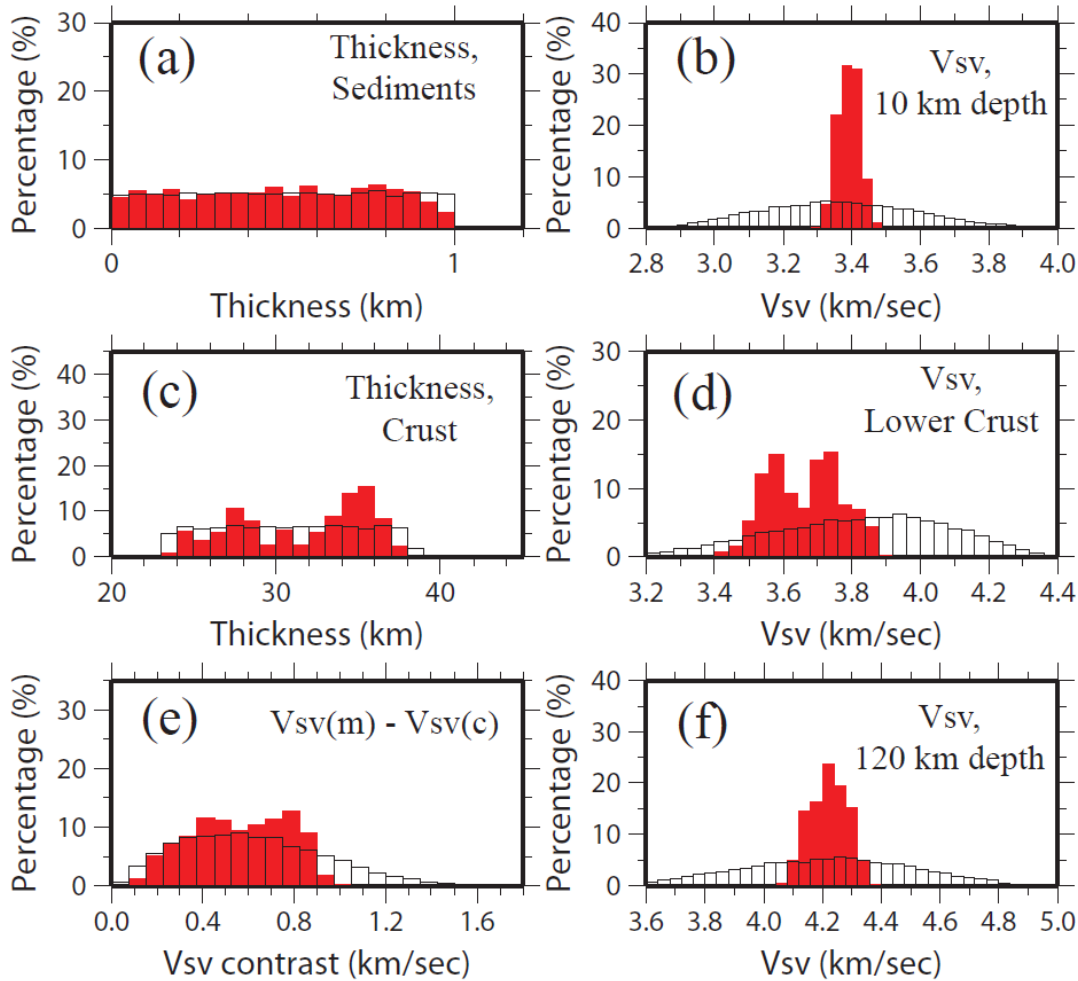 (a)
Thickness,
Sediments
Percentage (%)
30
20
10
5
0
0
1
Thickness (km)
(b)
Vsv,
10 km depth
Percentage (%)
40
30
20
10
0
2.8 3.0 3.2 3.4 3.6 3.8 4.0
Vsv (km/sec)
(c)
Thickness,
Crust
Percentage (%)
40
30
20
10
0
20 30 40
Thickness (km)
(d)
Vsv,
Lower Crust
Percentage (%)
30
20
10
0
3.2 3.4 3.6 3.8 4.0 4.2 4.4
Vsv (km/sec)
(e)
Vsv(m) - Vsv(c)
Percentage (%)
30
20
10
0
0.0 0.4 0.8 1.2 1.6
Vsv contrast (km/sec)
(f)
Vsv,
120 km depth
Percentage (%)
40
30
20
10
0
3.6 3.8 4.0 4.2 4.4 4.6 4.8 5.0
Vsv (km/sec)